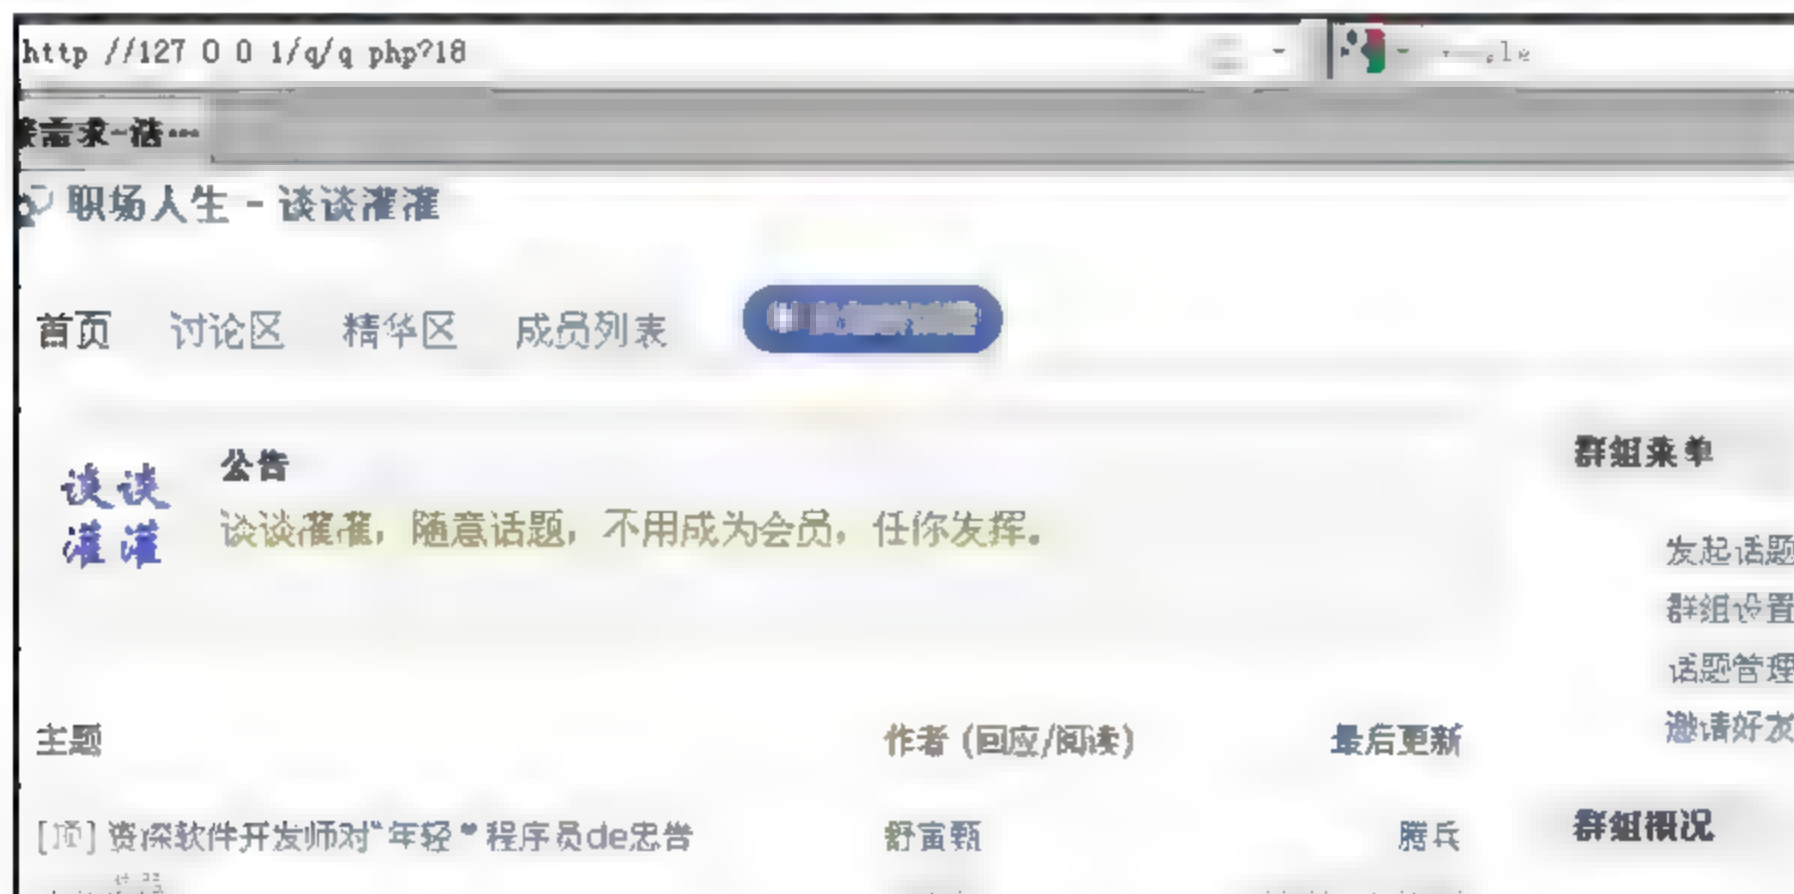 http //127 0 0 1/q/q php?18
需求-活…
职场人生 - 谈谈灌灌
首页 讨论区 精华区 成员列表
谈谈
灌灌
公告
谈谈灌灌，随意话题，不用成为会员，任你发挥。
群组菜单
发起话题
群组设置
话题管理
邀请好友
主题 作者 (回应/阅读) 最后更新
[顶] 资深软件开发师对“年轻”程序员de忠告 舒富甄 腾兵
群组概况